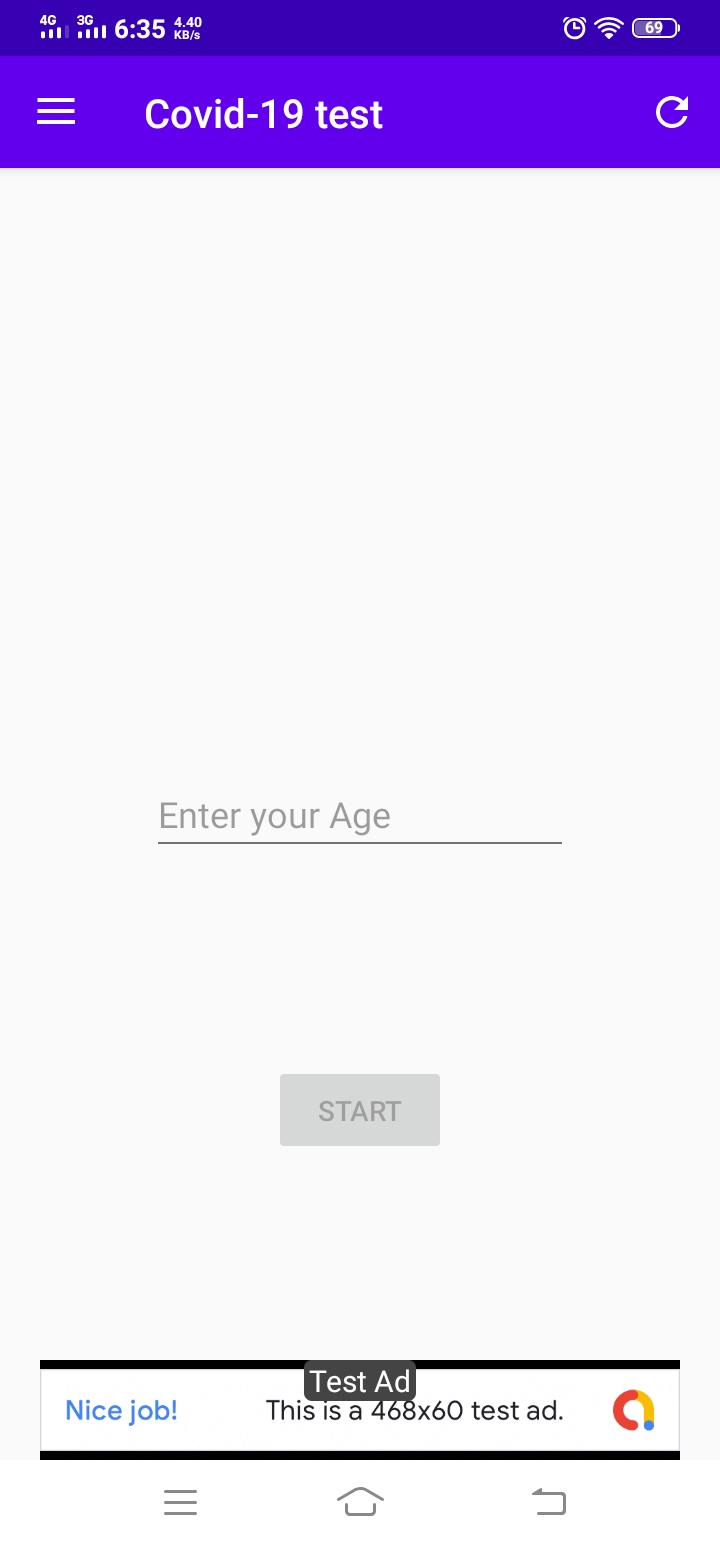 4G 3G 6:35 4.40 KB/s 69
Covid-19 test
Enter your Age
START
Test Ad
Nice job! This is a 468x60 test ad.